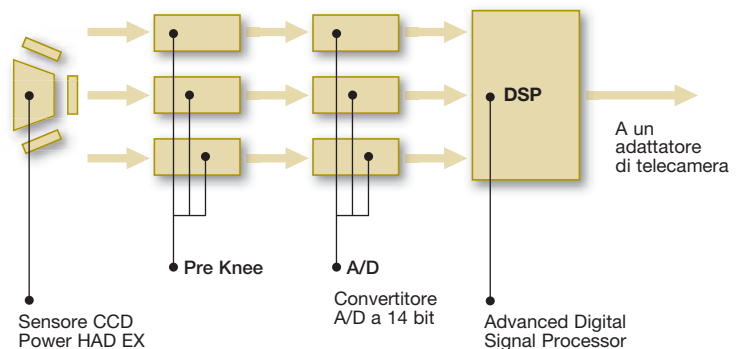 DSP
A un
adattatore
di telecamera
Pre Knee
A/D
Convertitore
A/D a 14 bit
Sensore CCD
Power HAD EX
Advanced Digital
Signal Processor